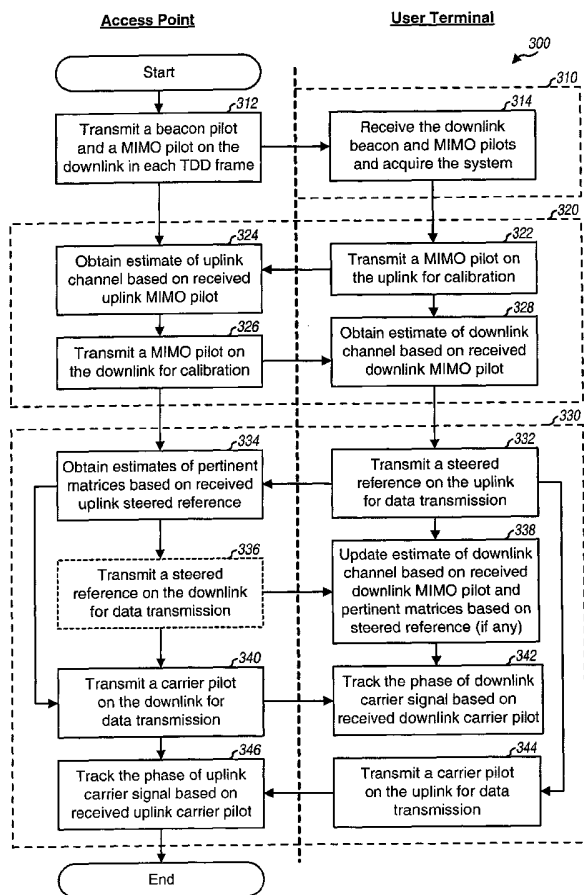 Access Point
User Terminal
300
Start
310
312
314
Transmit a beacon pilot
and a MIMO pilot on the
downlink in each TDD frame
Receive the downlink
beacon and MIMO pilots
and acquire the system
320
324
322
Obtain estimate of uplink
channel based on received
uplink MIMO pilot
Transmit a MIMO pilot on
the uplink for calibration
326
328
Transmit a MIMO pilot on
the downlink for calibration
Obtain estimate of downlink
channel based on received
downlink MIMO pilot
330
334
332
Obtain estimates of pertinent
matrices based on received
uplink steered reference
Transmit a steered
reference on the uplink
for data transmission
336
338
Transmit a steered
reference on the downlink
for data transmission
Update estimate of downlink
channel based on received
downlink MIMO pilot and
pertinent matrices based on
steered reference (if any)
340
342
Transmit a carrier pilot
on the downlink for
data transmission
Track the phase of downlink
carrier signal based on
received downlink carrier pilot
346
344
Track the phase of uplink
carrier signal based on
received uplink carrier pilot
Transmit a carrier pilot
on the uplink for data
transmission
End